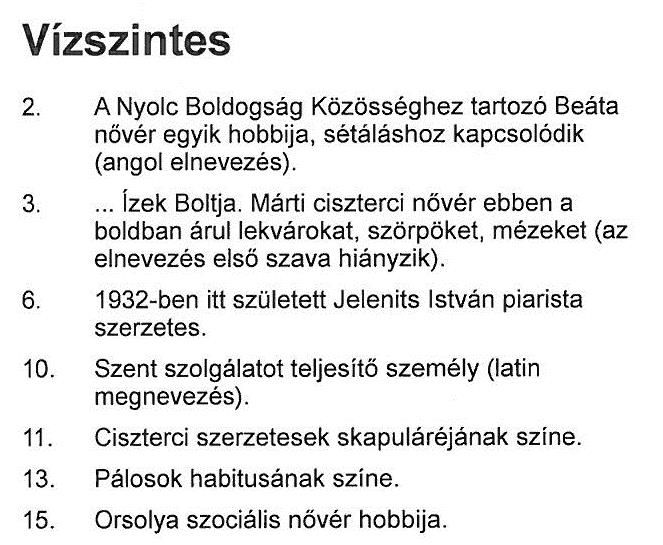 Vízszintes
2. A Nyolc Boldogság Közösséghez tartozó Beáta
nővér egyik hobbija, sétáláshoz kapcsolódik
(angol elnevezés).
3. ... Ízek Boltja. Márti ciszterci nővér ebben a
boldban árul lekvárokat, szörpöket, mézeket (az
elnevezés első szava hiányzik).
6. 1932-ben itt született Jelenits István piarista
szerzetes.
10. Szent szolgálatot teljesítő személy (latin
megnevezés).
11. Ciszterci szerzetesek skapuláréjának színe.
13. Pálosok habitusának színe.
15. Orsolya szociális nővér hobbija.